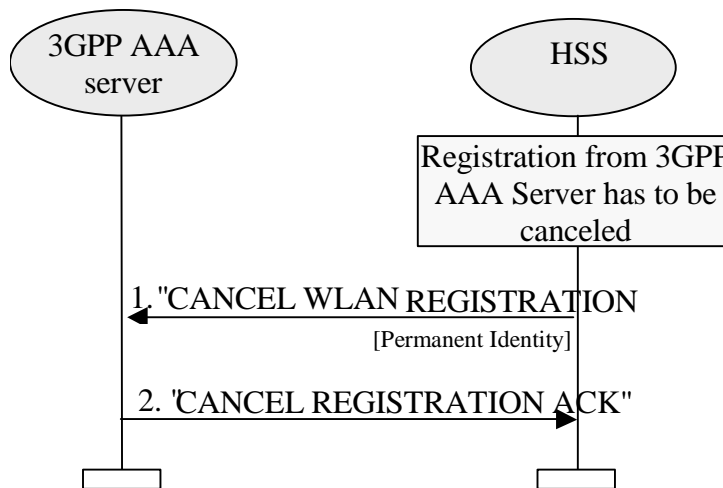 3GPP AAA
server
HSS
Registration from 3GPP
AAA Server has to be
canceled
1. "CANCEL WLAN REGISTRATION
[Permanent Identity]
2. "CANCEL REGISTRATION ACK"